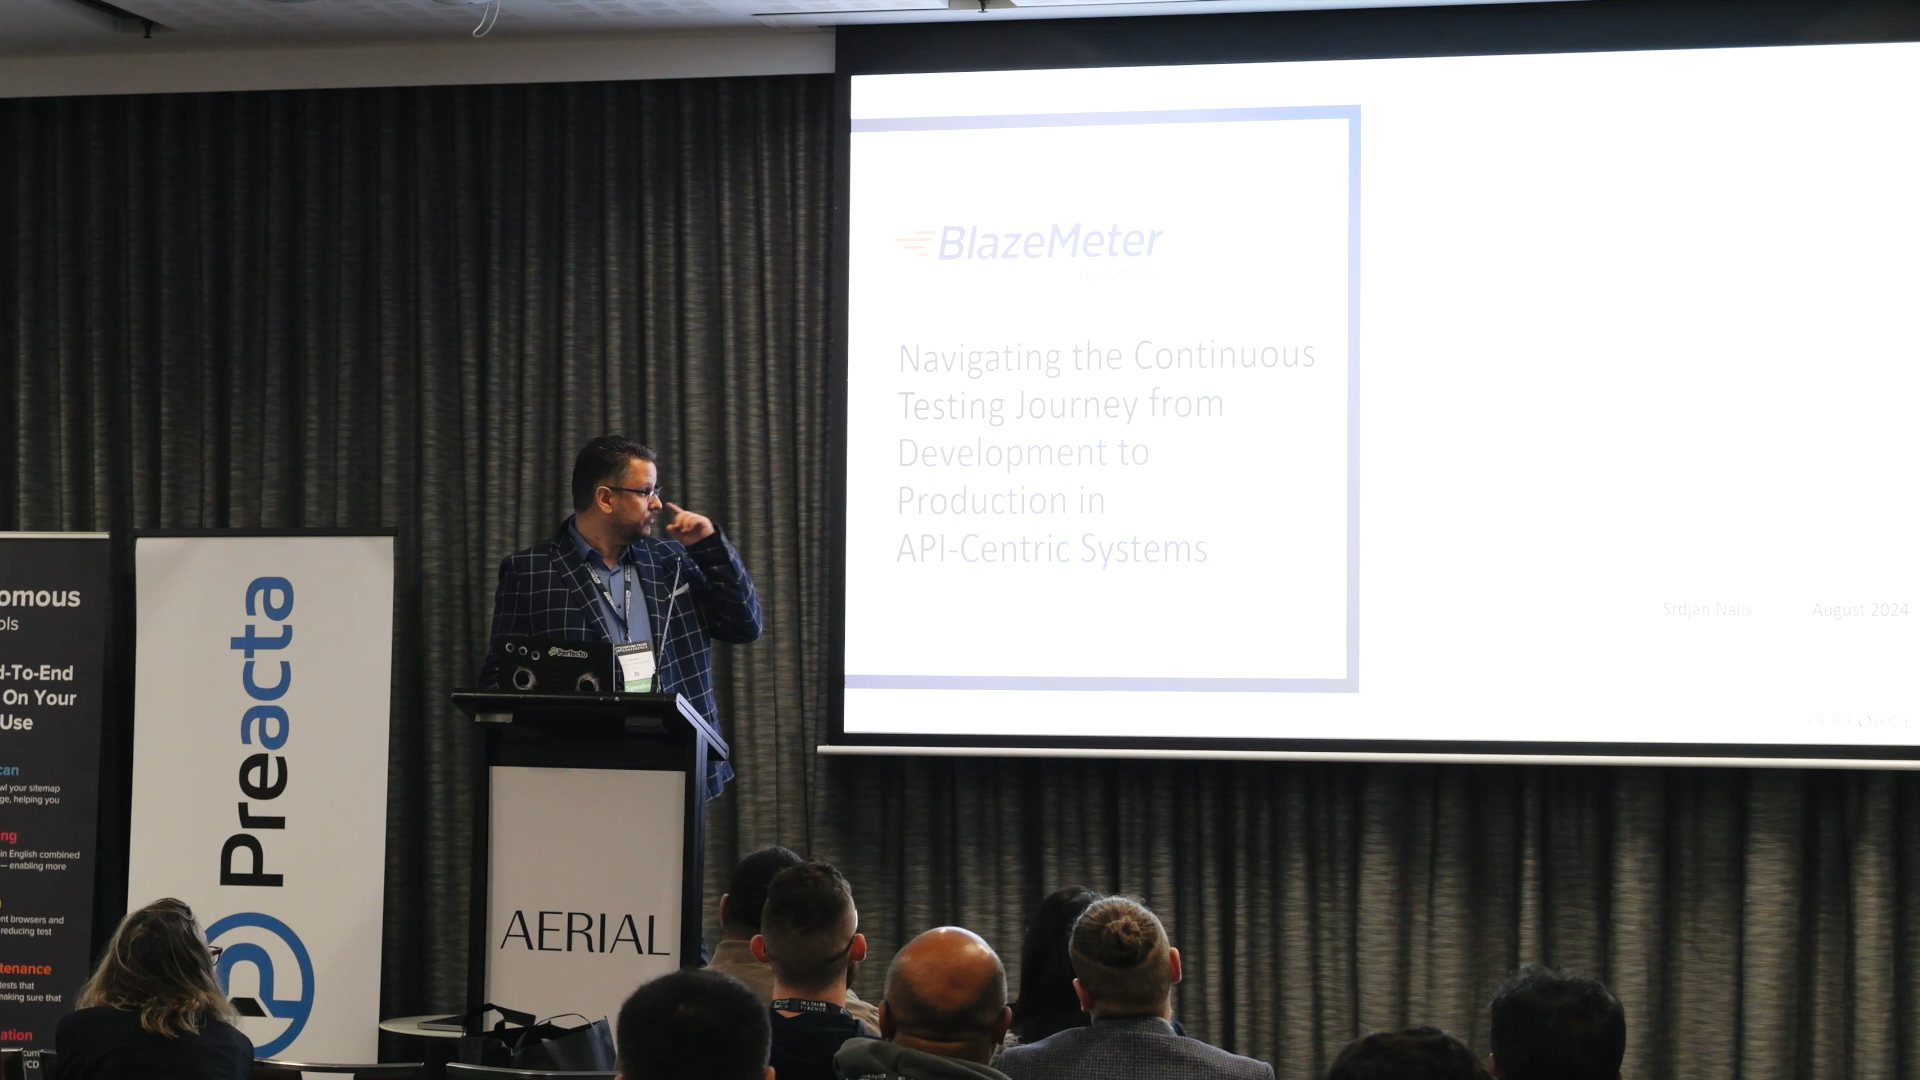 BlazeMeter
Navigating the Continuous
Testing Journey from
Development to
Production in
API-Centric Systems
Srdjan Nalis
August 2024
PERFORCE
Perfecto
AERIAL
Preacta
omous
ols
d-To-End
On Your
Use
can
wl your sitemap
ge, helping you
ng
in English combined
— enabling more
nt browsers and
reducing test
tenance
tests that
making sure that
ation
/CD